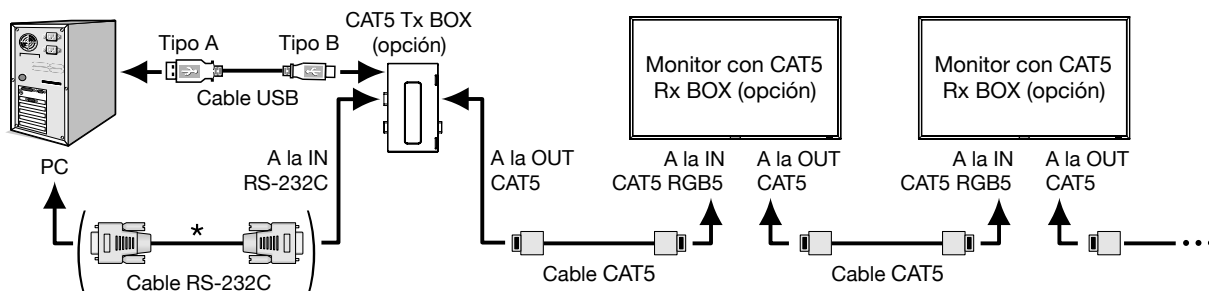 CAT5 Tx BOX
(opción)
Tipo A
Tipo B
Cable USB
Monitor con CAT5
Rx BOX (opción)
Monitor con CAT5
Rx BOX (opción)
PC
A la IN
RS-232C
A la OUT
CAT5
A la IN
CAT5 RGB5
A la OUT
CAT5
A la IN
CAT5 RGB5
A la OUT
CAT5
*
Cable RS-232C
Cable CAT5
Cable CAT5